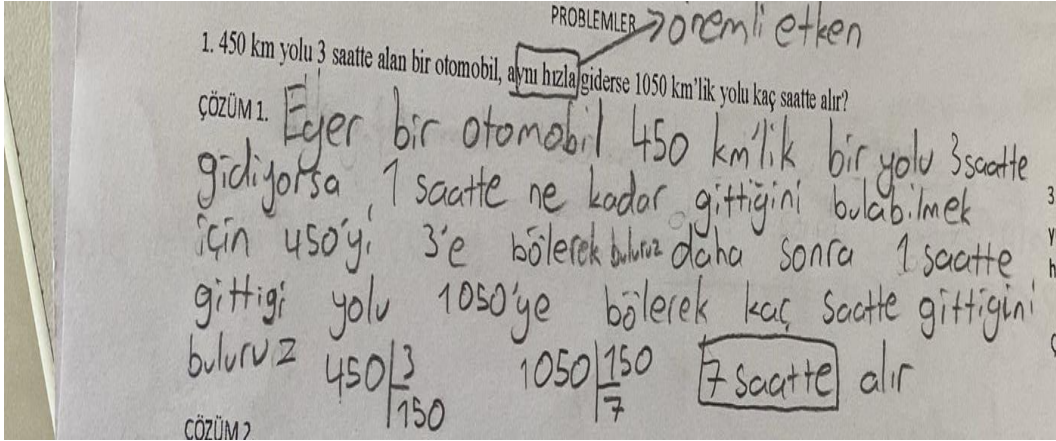 PROBLEMLER → önemli etken
1. 450 km yolu 3 saatte alan bir otomobil, aynı hızla giderse 1050 km'lik yolu kaç saatte alır?
ÇÖZÜM 1. Eğer bir otomobil 450 km'lik bir yolu 3 saatte
gidiyorsa, 1 saatte ne kadar gittiğini bulabilmek
için 450'yi 3'e bölerek buluruz daha sonra 1 saatte
gittigi yolu 1050'ye bölerek kaç saatte gittigini
buluruz 450 | 3 1050 | 150 7 saatte alır
150 7
ÇÖZÜM 2
3
y
h